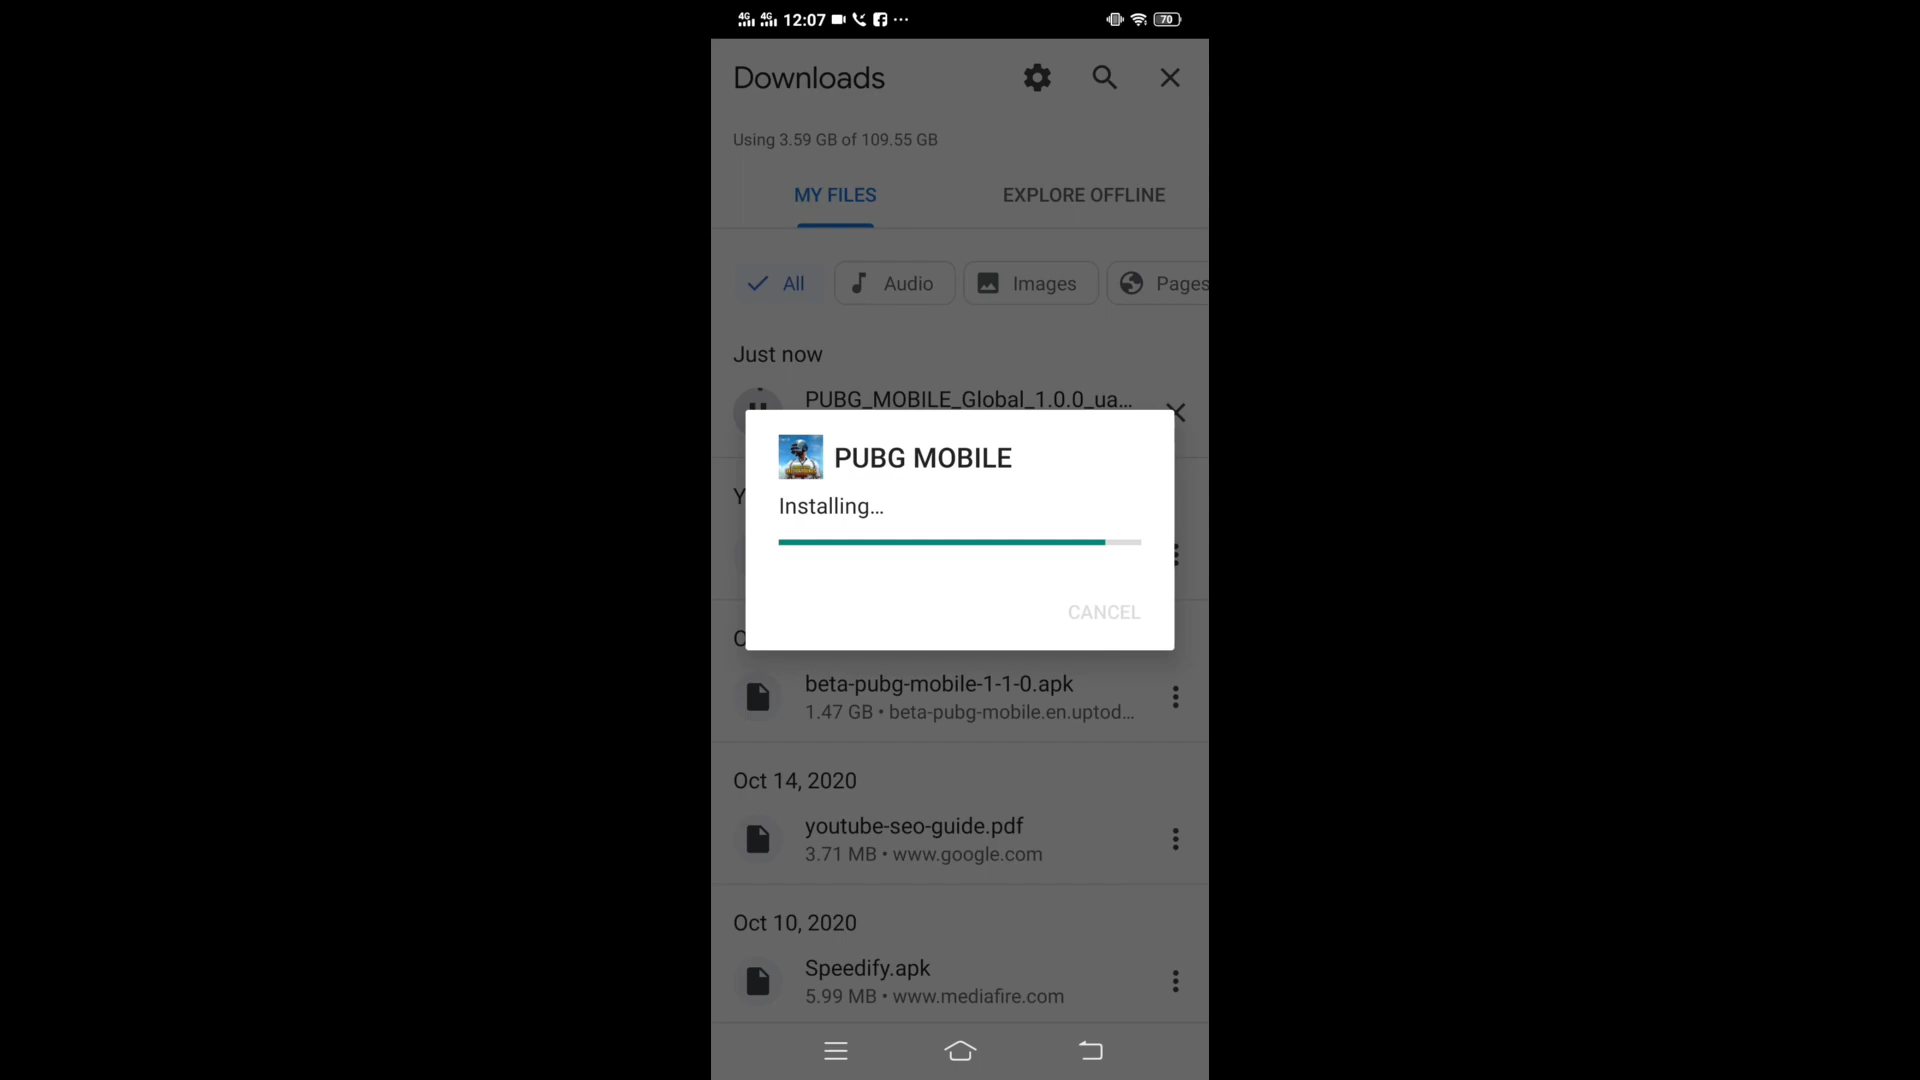 4G 4G 12:07 70
Downloads
Using 3.59 GB of 109.55 GB
MY FILES EXPLORE OFFLINE
All Audio Images Pages
Just now
PUBG_MOBILE_Global_1.0.0_ua...
PUBG MOBILE
Installing...
CANCEL
beta-pubg-mobile-1-1-0.apk
1.47 GB • beta-pubg-mobile.en.uptod...
Oct 14, 2020
youtube-seo-guide.pdf
3.71 MB • www.google.com
Oct 10, 2020
Speedify.apk
5.99 MB • www.mediafire.com